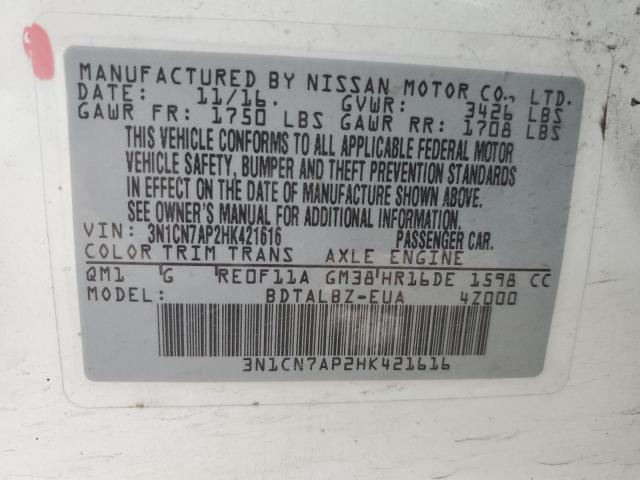 MANUFACTURED BY NISSAN MOTOR CO., LTD.
DATE: 11/16. GVWR: 3426 LBS
GAWR FR: 1750 LBS GAWR RR: 1708 LBS
THIS VEHICLE CONFORMS TO ALL APPLICABLE FEDERAL MOTOR
VEHICLE SAFETY, BUMPER AND THEFT PREVENTION STANDARDS
IN EFFECT ON THE DATE OF MANUFACTURE SHOWN ABOVE.
SEE OWNER'S MANUAL FOR ADDITIONAL INFORMATION.
VIN: 3N1CN7AP2HK421616 PASSENGER CAR.
COLOR TRIM TRANS AXLE ENGINE
QM1 G RE0F11A GM38 HR16DE 1598 CC
MODEL: BDTALBZ-EUA 4Z000
3N1CN7AP2HK421616